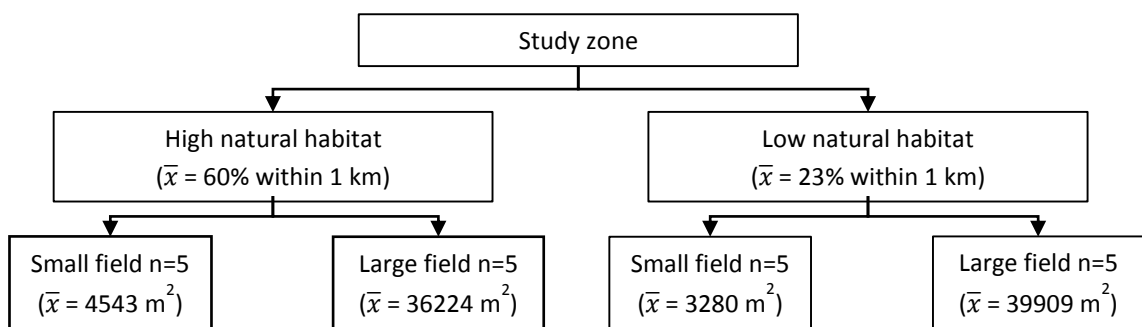 Study zone
High natural habitat
(x̅ = 60% within 1 km)
Low natural habitat
(x̅ = 23% within 1 km)
Small field n=5
(x̅ = 4543 m²)
Large field n=5
(x̅ = 36224 m²)
Small field n=5
(x̅ = 3280 m²)
Large field n=5
(x̅ = 39909 m²)